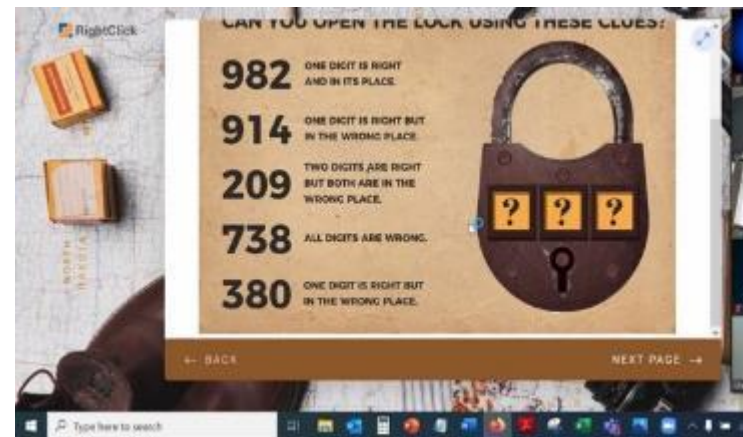 RightClick
CAN YOU OPEN THE LOCK USING THESE CLUES?
982
ONE DIGIT IS RIGHT
AND IN ITS PLACE.
914
ONE DIGIT IS RIGHT BUT
IN THE WRONG PLACE.
209
TWO DIGITS ARE RIGHT
BUT BOTH ARE IN THE
WRONG PLACE.
738
ALL DIGITS ARE WRONG.
380
ONE DIGIT IS RIGHT BUT
IN THE WRONG PLACE.
? ? ?
NORTH
DAKOTA
← BACK
NEXT PAGE →
Type here to search